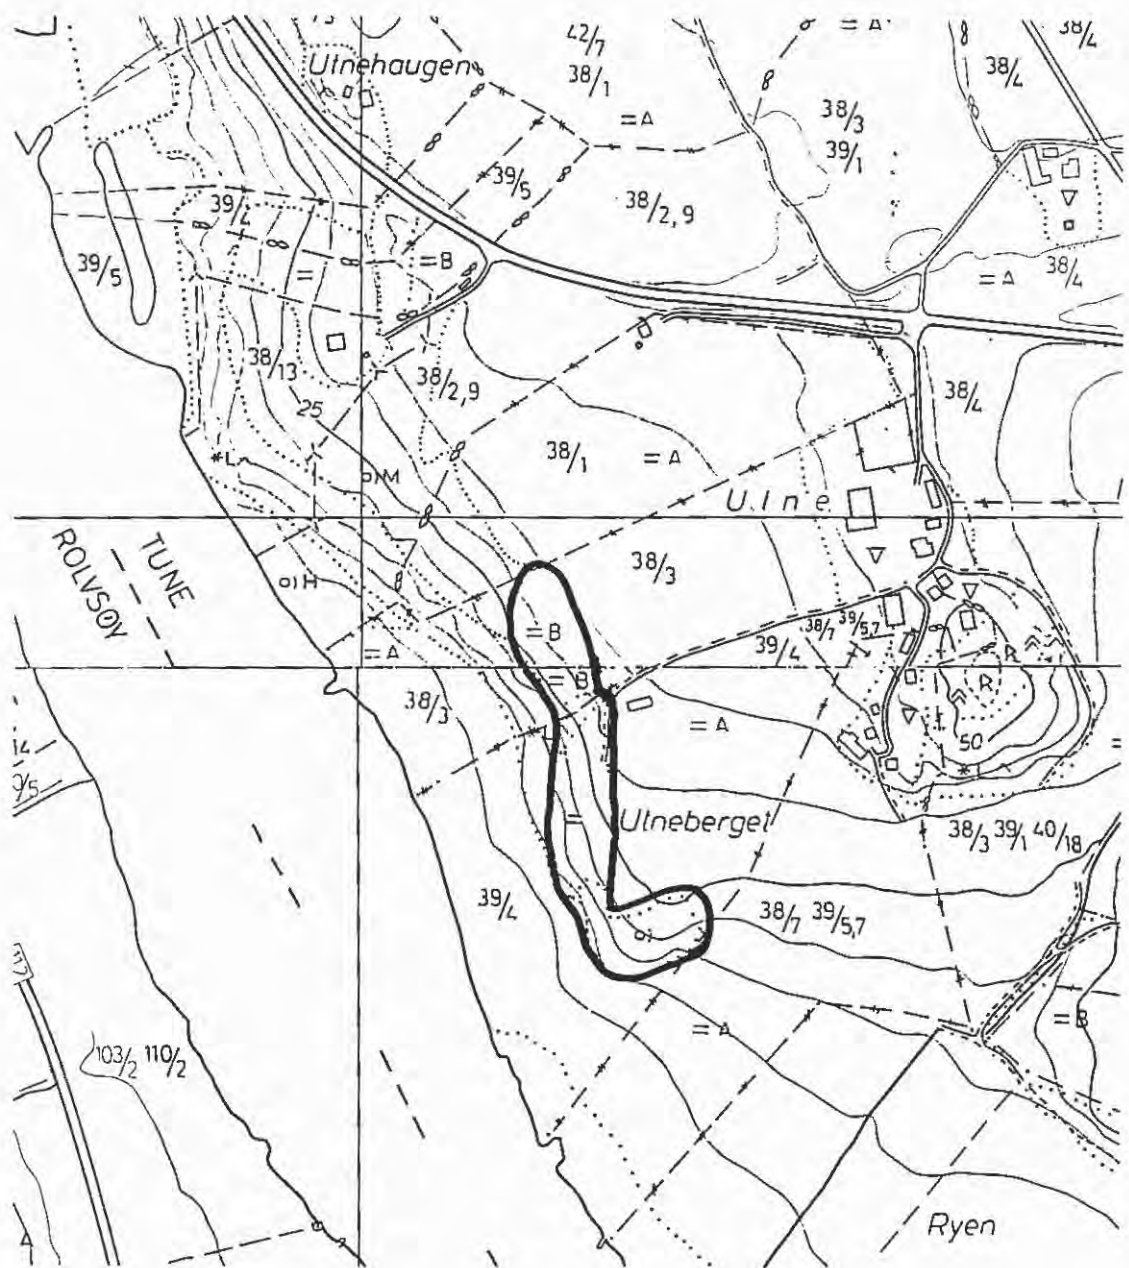 Ulnehaugen
42/7
38/1
= A
38/4
38/4
= A
38/3
39/1
39/5
38/2, 9
39/4
39/5
= B
38/4
= A
38/13
38/2, 9
25
38/4
38/1
= A
L
M
Ulne
TUNE
ROLVSØY
H
38/3
= B
38/7
39/5,7
39/4
= A
= B
R
R
38/3
= A
50
Ulneberget
38/3 39/1 40/18
39/4
38/7 39/5,7
= A
= B
103/2 110/2
Ryen